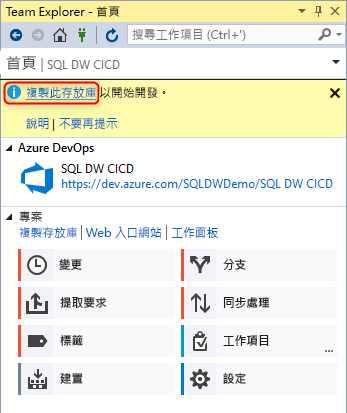 Team Explorer - 首頁
搜尋工作項目 (Ctrl+')
首頁 | SQL DW CICD
複製此存放庫 以開始開發。
說明 | 不要再提示
Azure DevOps
SQL DW CICD
https://dev.azure.com/SQLDWDemo/SQL DW CICD
專案
複製存放庫 | Web 入口網站 | 工作面板
變更
分支
提取要求
同步處理
標籤
工作項目
...
建置
設定